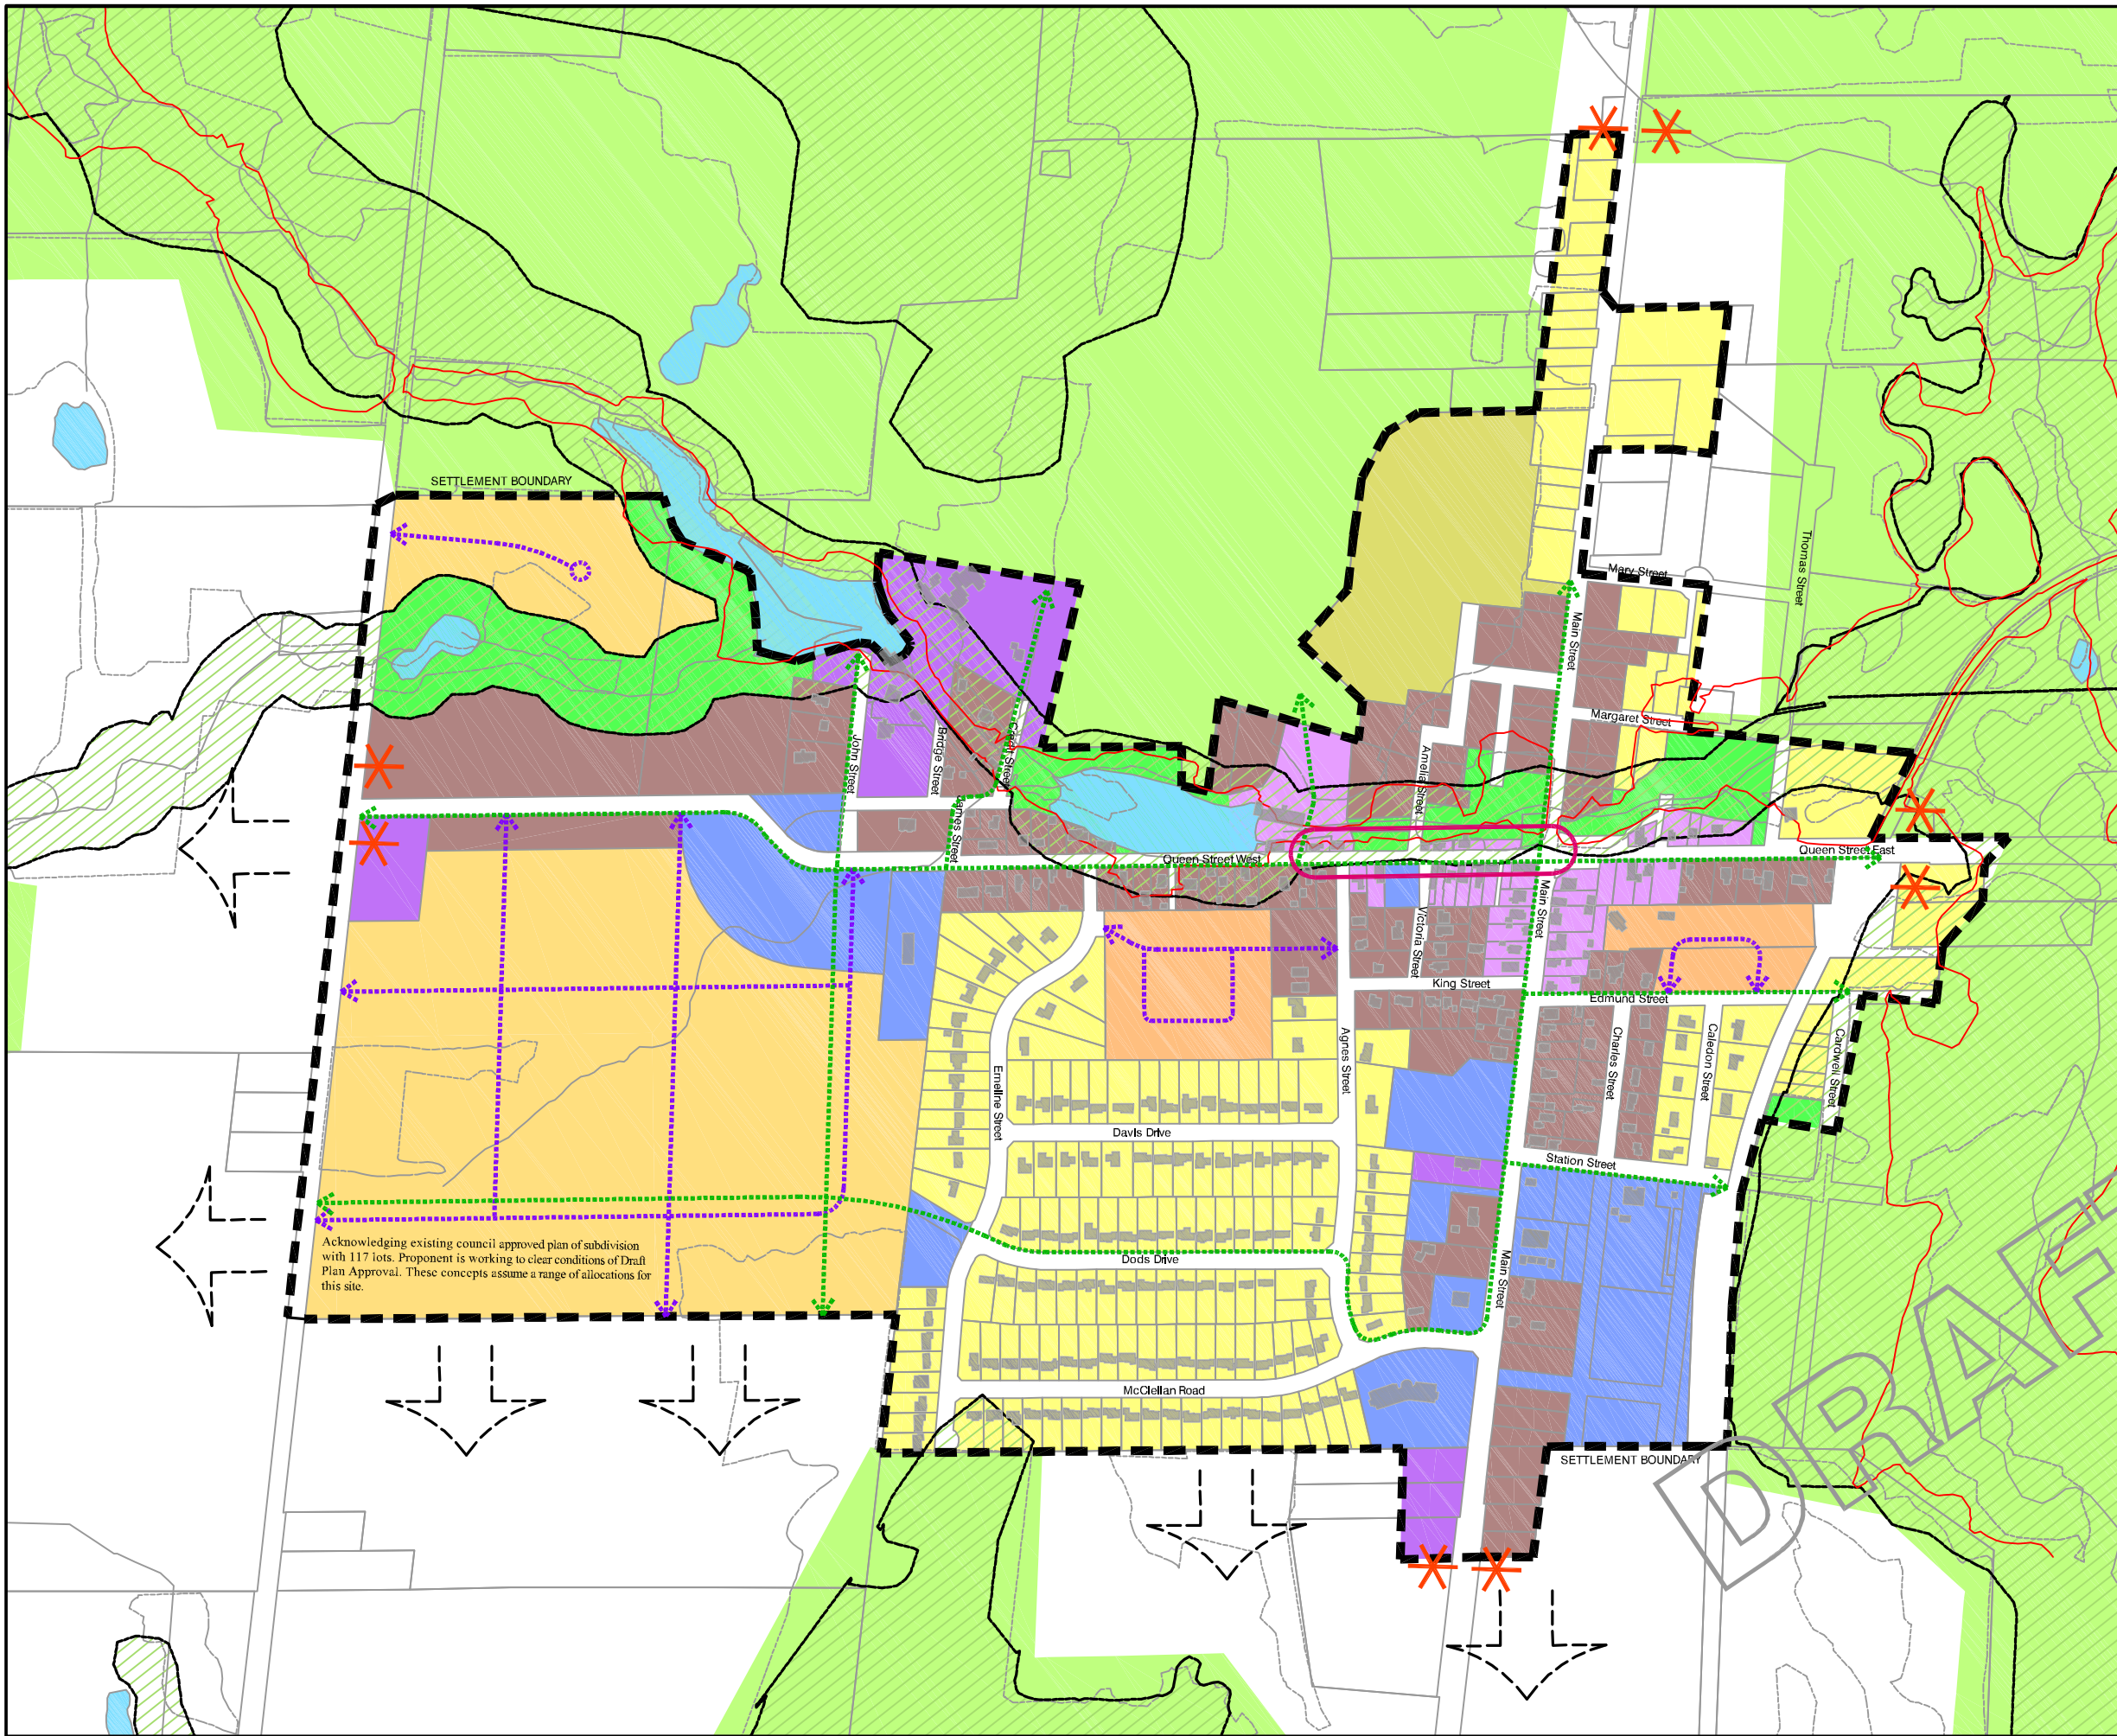 SETTLEMENT BOUNDARY
Thomas Street
Mary Street
Main Street
Margaret Street
Amelia Street
John Street
Bridge Street
Credit Street
James Street
Queen Street West
Queen Street East
Main Street
Victoria Street
King Street
Edmund Street
Agnes Street
Charles Street
Caledon Street
Cardwell Street
Emeline Street
Davis Drive
Station Street
Dods Drive
Main Street
Acknowledging existing council approved plan of subdivision
with 117 lots. Proponent is working to clear conditions of Draft
Plan Approval. These concepts assume a range of allocations for
this site.
McClellan Road
SETTLEMENT BOUNDARY